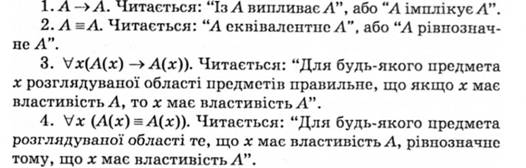 1. A → A. Читається: “Із A випливає A”, або “A імплікує A”.
2. A ≡ A. Читається: “A еквівалентне A”, або “A рівнознач-
не A”.
3. ∀x(A(x) → A(x)). Читається: “Для будь-якого предмета
x розглядуваної області предметів правильне, що якщо x має
властивість A, то x має властивість A”.
4. ∀x (A(x) ≡ A(x)). Читається: “Для будь-якого предмета
розглядуваної області те, що x має властивість A, рівнозначне
тому, що x має властивість A”.